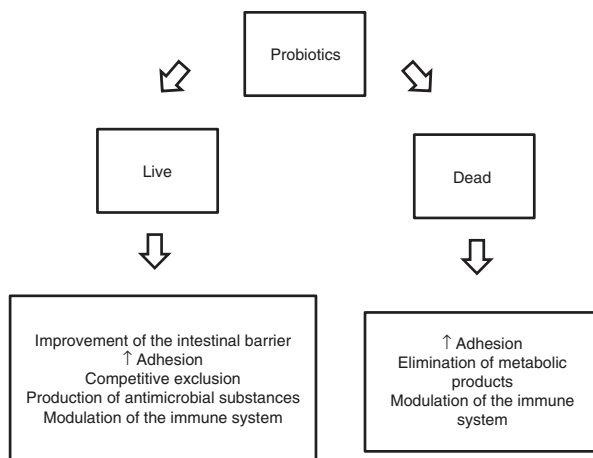 Probiotics
Live
Dead
Improvement of the intestinal barrier
↑ Adhesion
Competitive exclusion
Production of antimicrobial substances
Modulation of the immune system
↑ Adhesion
Elimination of metabolic
products
Modulation of the immune
system